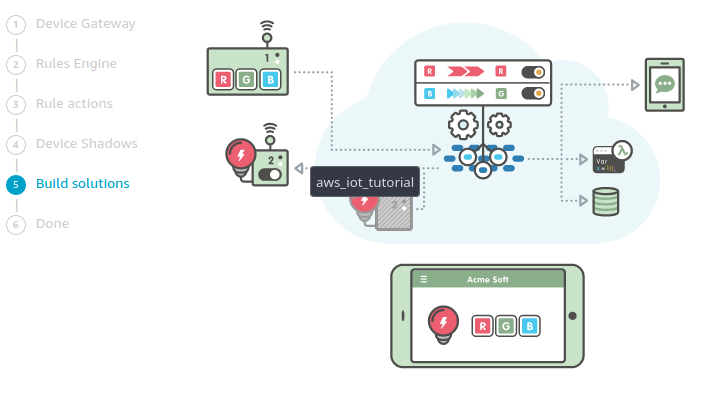 1 Device Gateway
2 Rules Engine
3 Rule actions
4 Device Shadows
5 Build solutions
6 Done
1
R G B
2
R R
B G
aws_iot_tutorial
2
λ
Var
x=10;
Acme Soft
R G B